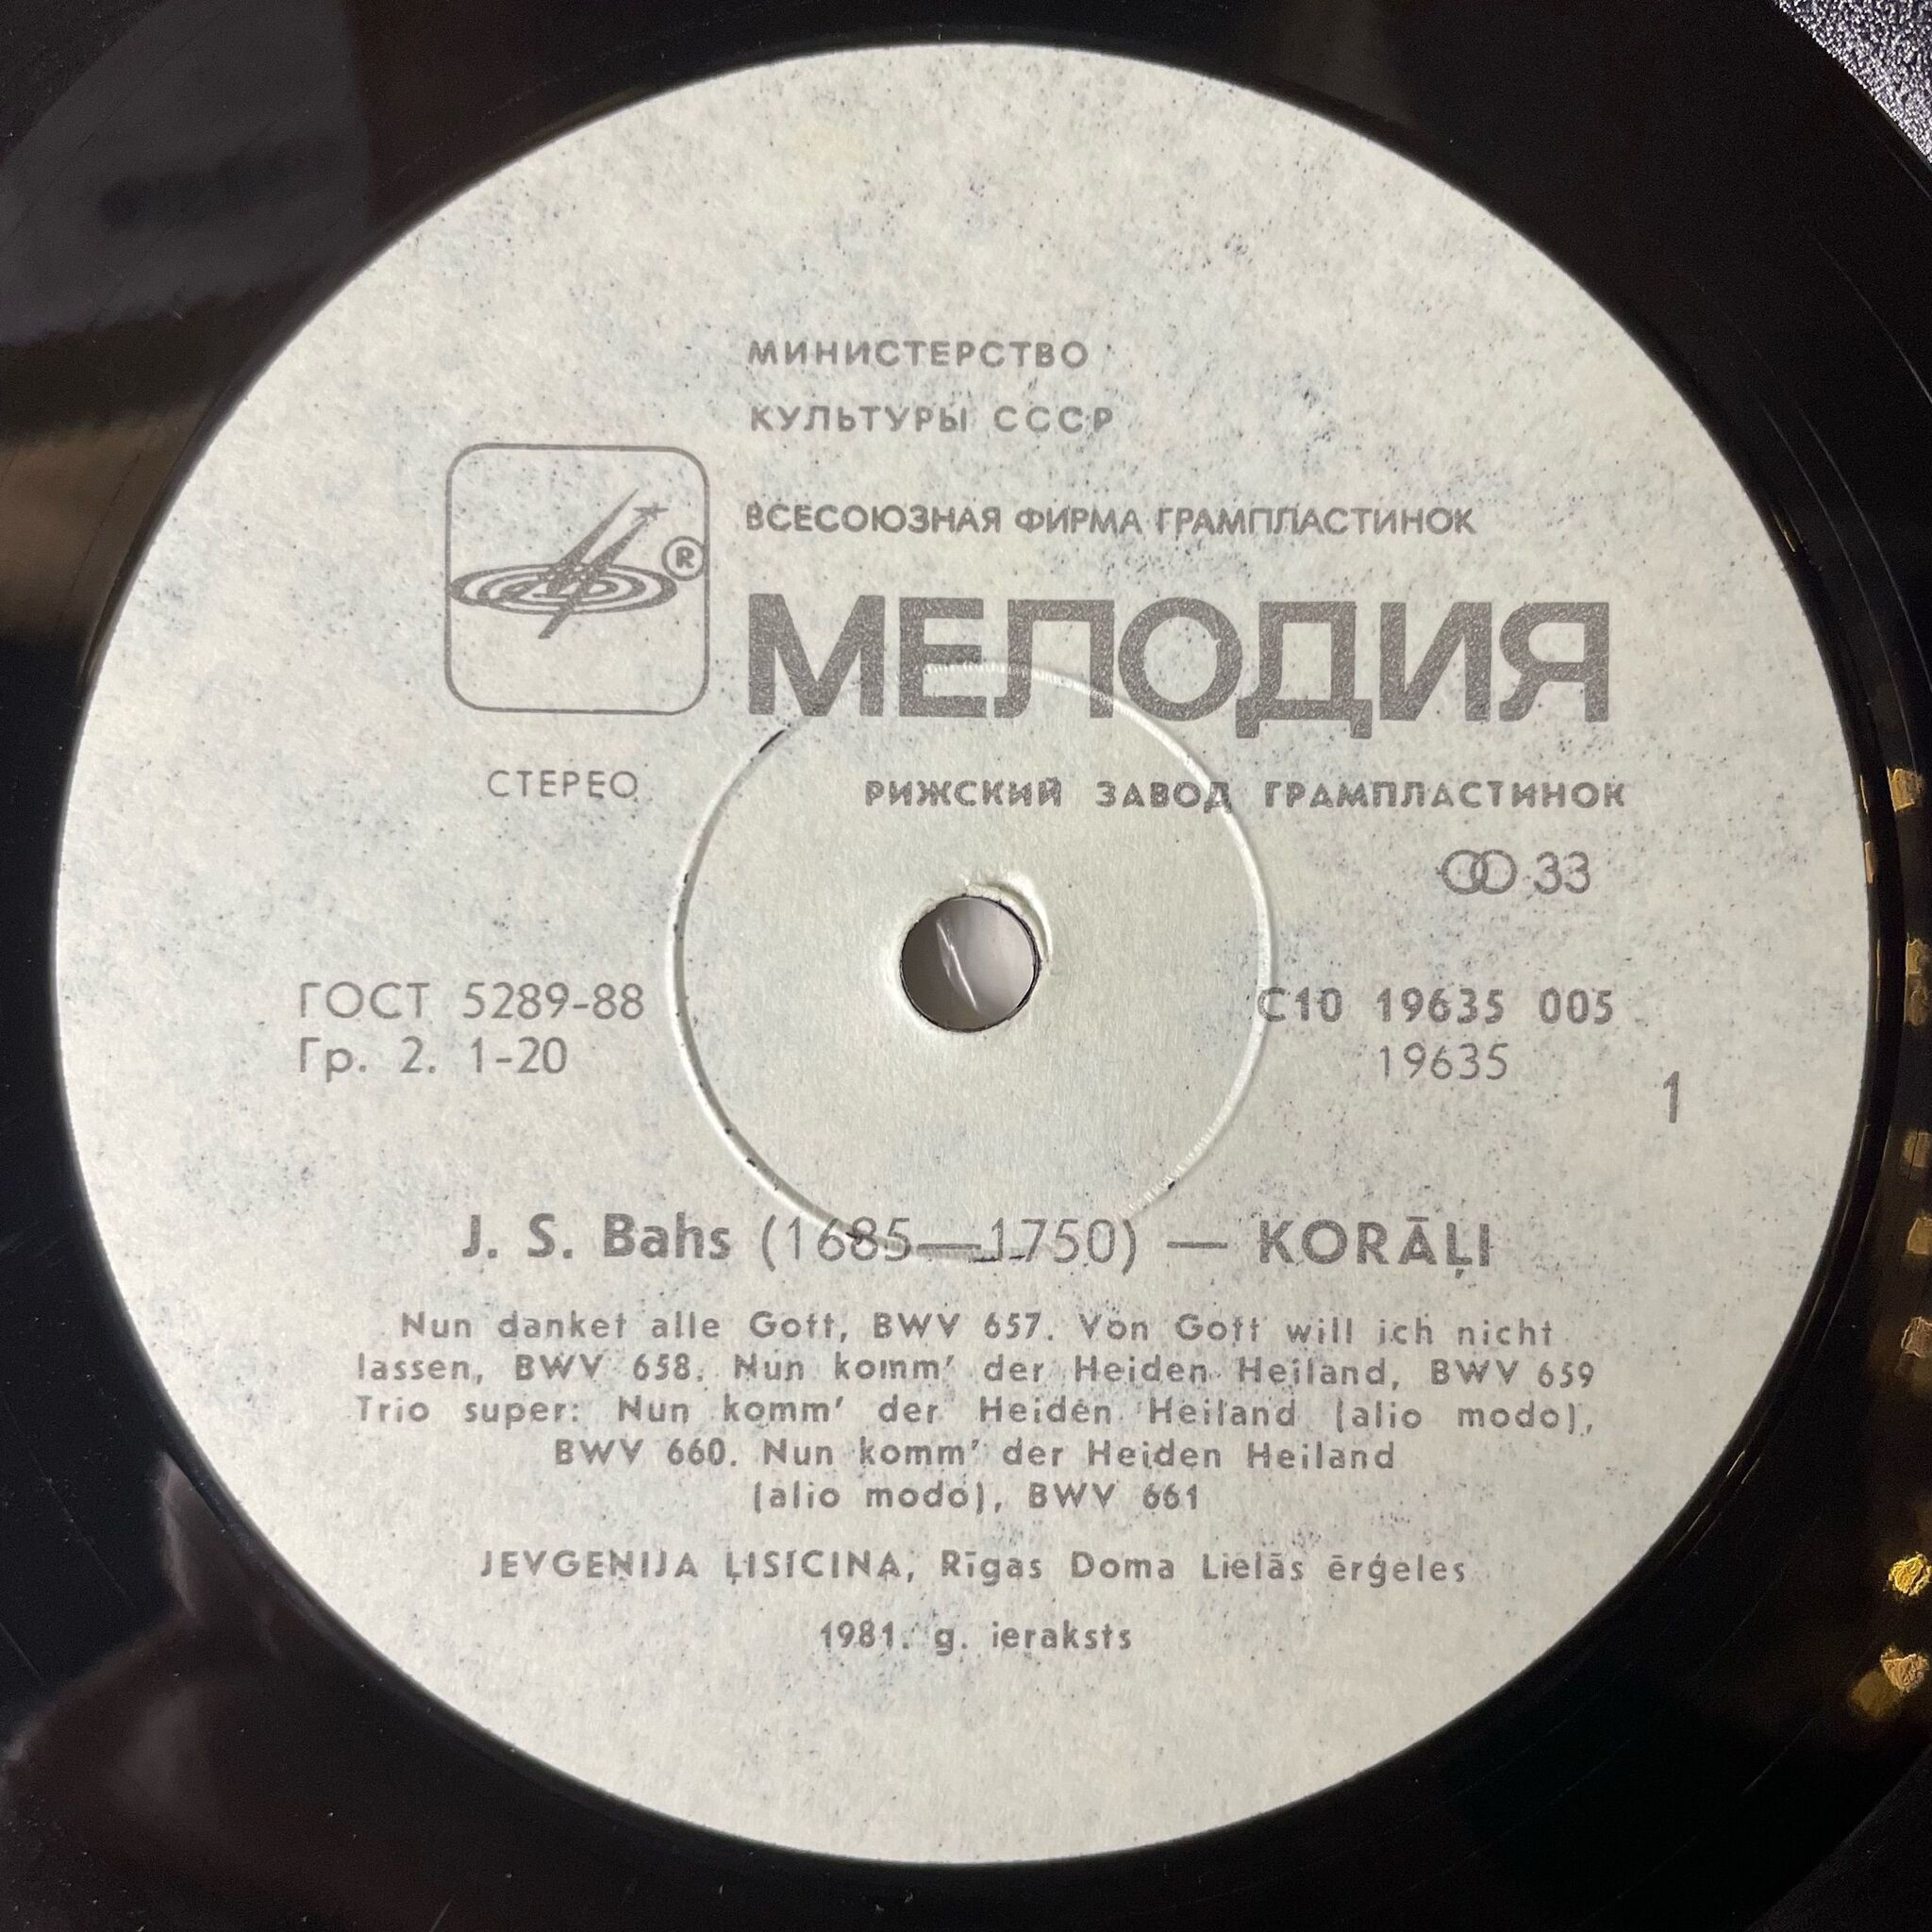 МИНИСТЕРСТВО
КУЛЬТУРЫ СССР
ВСЕСОЮЗНАЯ ФИРМА ГРАМПЛАСТИНОК
®
МЕЛОДИЯ
СТЕРЕО
РИЖСКИЙ ЗАВОД ГРАМПЛАСТИНОК
33
ГОСТ 5289-88
Гр. 2. 1-20
С10 19635 005
19635
1
J. S. Bahs (1685—1750) — KORĀĻI
Nun danket alle Gott, BWV 657. Von Gott will ich nicht
lassen, BWV 658. Nun komm' der Heiden Heiland, BWV 659
Trio super: Nun komm' der Heiden Heiland (alio modo),
BWV 660. Nun komm' der Heiden Heiland
(alio modo), BWV 661
JEVGEŅIJA ĻISICINA, Rīgas Doma Lielās ērģeles
1981. g. ieraksts